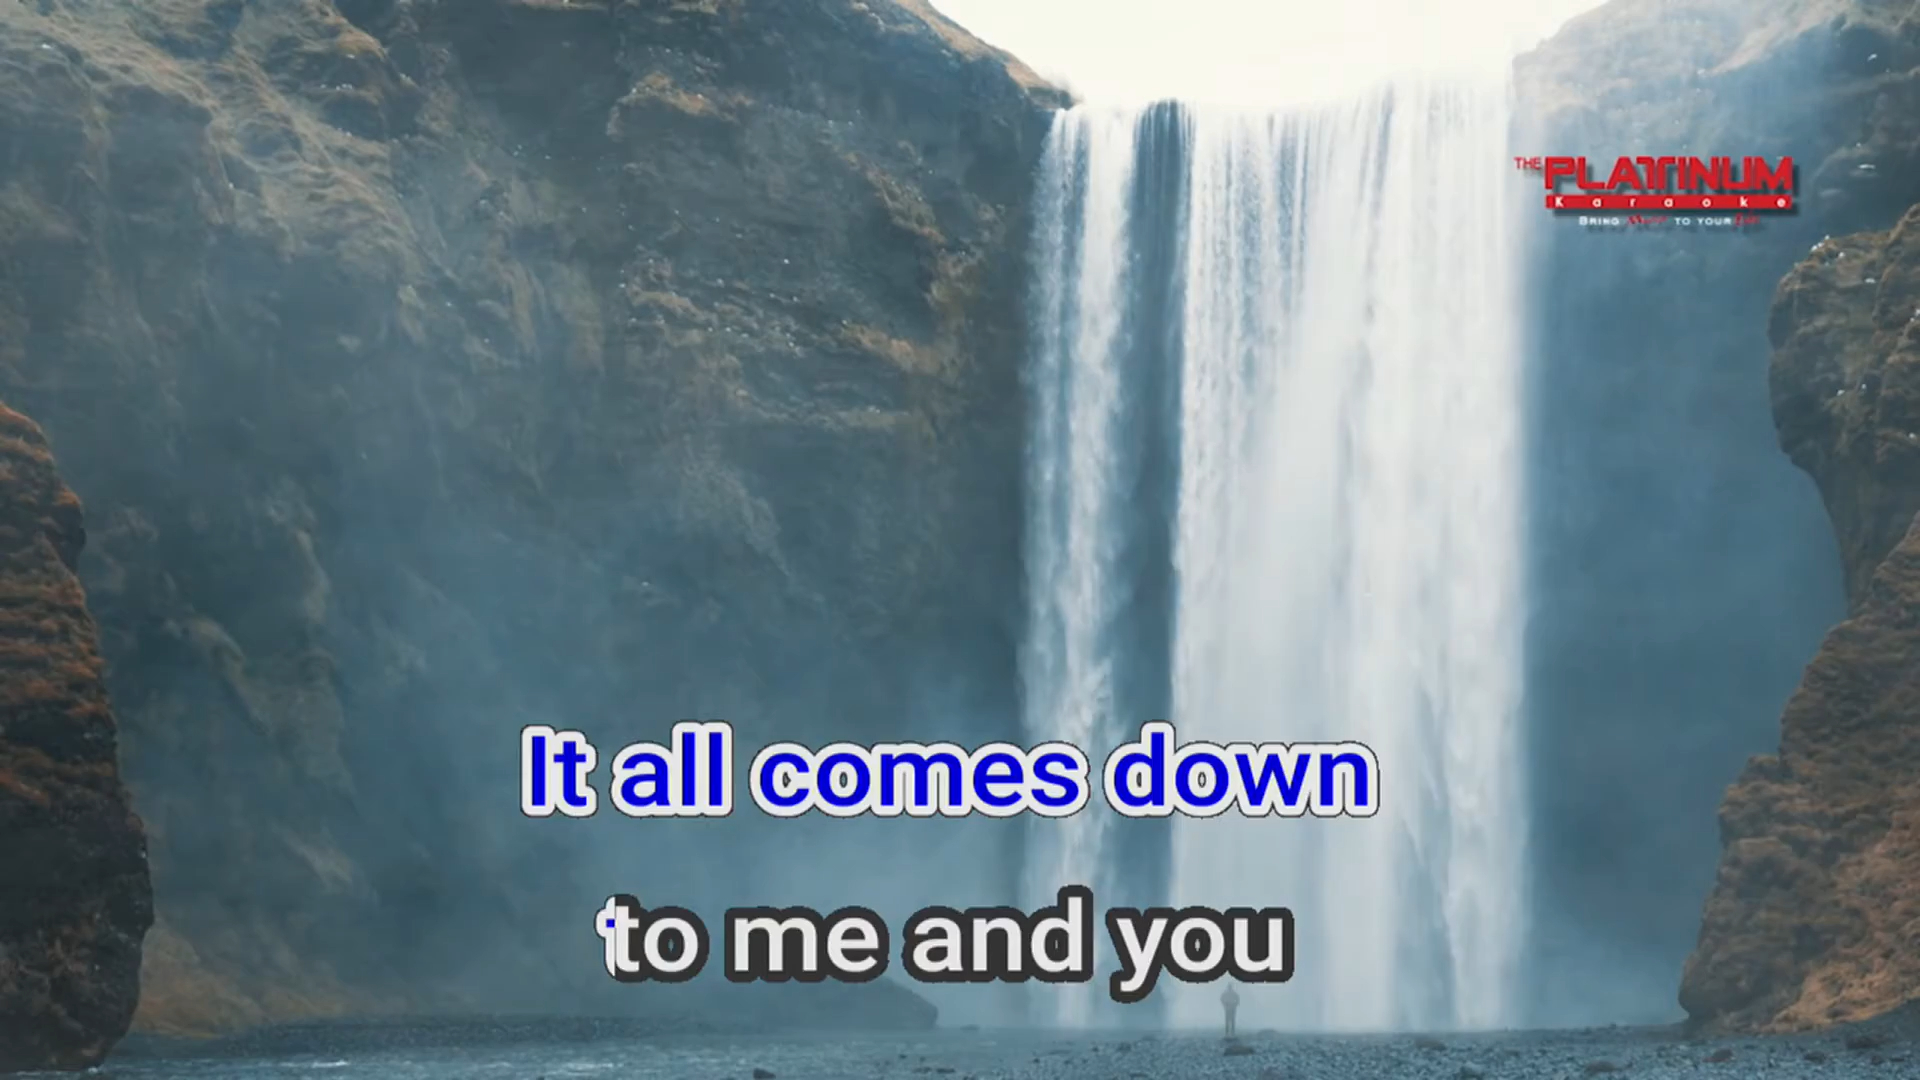 THE PLATINUM
Karaoke
BRING Music TO YOUR Life
It all comes down
to me and you